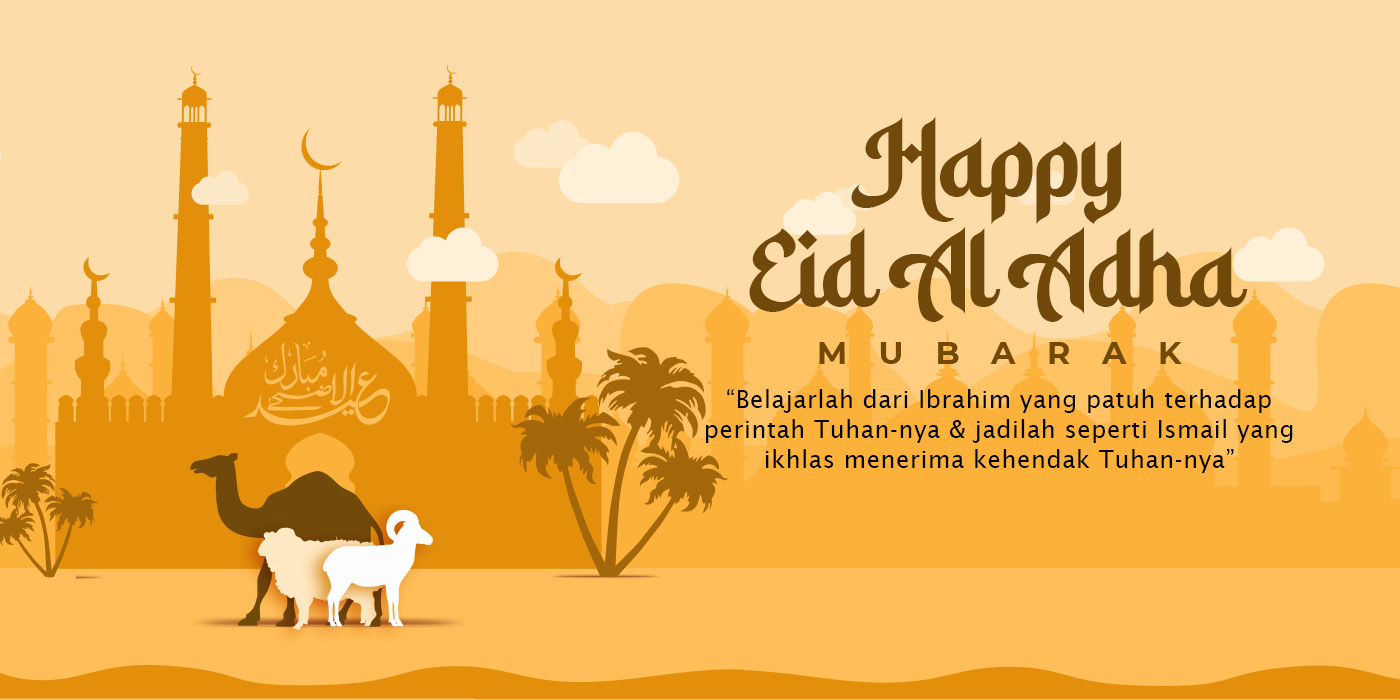 مبارك
عيد الاضحى
Happy
Eid Al Adha
MUBARAK
“Belajarlah dari Ibrahim yang patuh terhadap
perintah Tuhan-nya & jadilah seperti Ismail yang
ikhlas menerima kehendak Tuhan-nya”